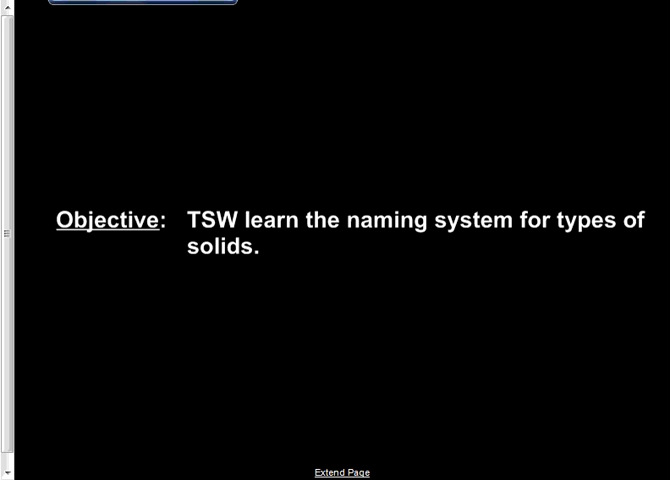 Objective: TSW learn the naming system for types of
solids.
Extend Page